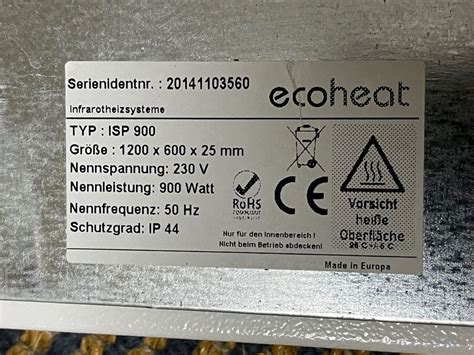 Serienidentnr. : 20141103560
ecoheat
Infrarotheizsysteme
TYP : ISP 900
Größe : 1200 x 600 x 25 mm
Nennspannung: 230 V
Nennleistung: 900 Watt
Nennfrequenz: 50 Hz
Schutzgrad: IP 44
CE
RoHS
COMPLIANT
Nur für den Innenbereich !
Nicht beim Betrieb abdecken!
Vorsicht
heiße
Oberfläche
Made in Europa